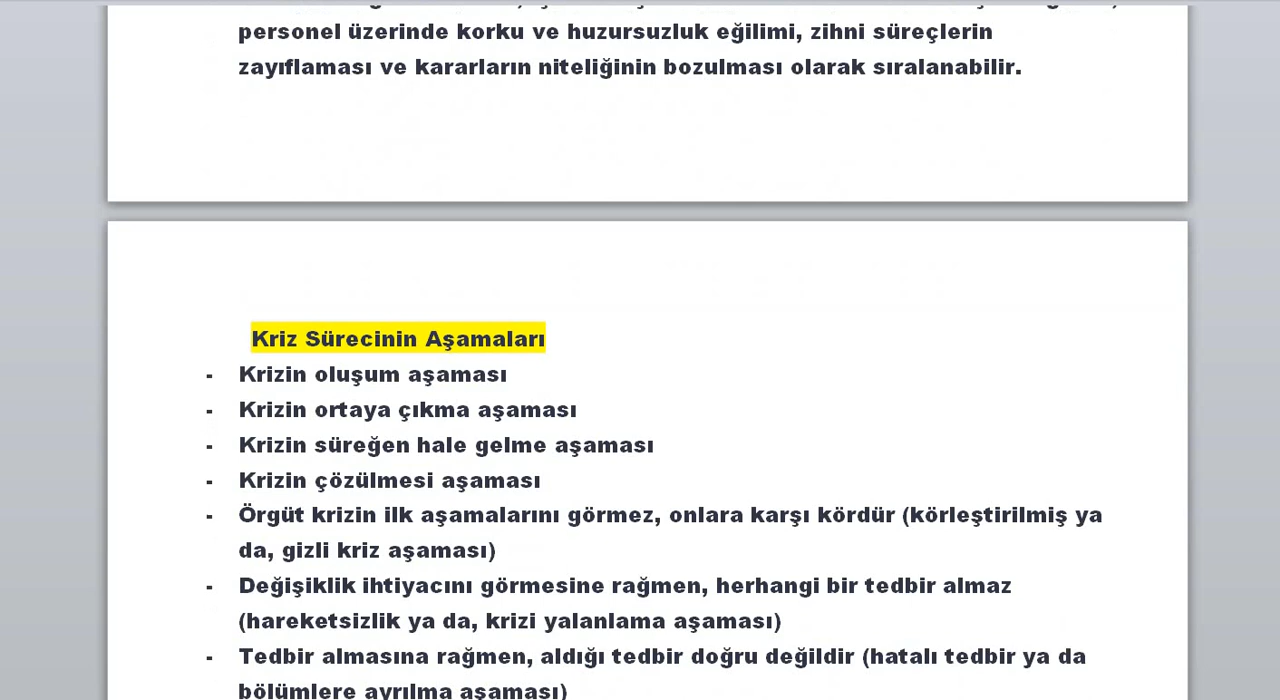 personel üzerinde korku ve huzursuzluk eğilimi, zihni süreçlerin
zayıflaması ve kararların niteliğinin bozulması olarak sıralanabilir.
Kriz Sürecinin Aşamaları
- Krizin oluşum aşaması
- Krizin ortaya çıkma aşaması
- Krizin süreğen hale gelme aşaması
- Krizin çözülmesi aşaması
- Örgüt krizin ilk aşamalarını görmez, onlara karşı kördür (körleştirilmiş ya
da, gizli kriz aşaması)
- Değişiklik ihtiyacını görmesine rağmen, herhangi bir tedbir almaz
(hareketsizlik ya da, krizi yalanlama aşaması)
- Tedbir almasına rağmen, aldığı tedbir doğru değildir (hatalı tedbir ya da
bölümlere ayrılma aşaması)